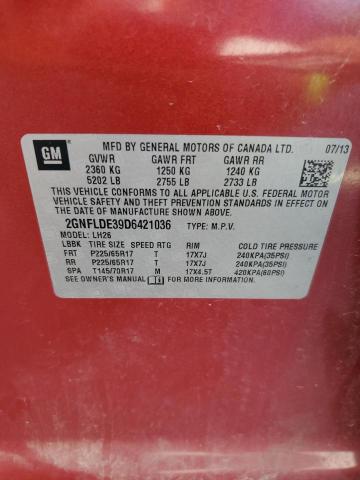 GM
MFD BY GENERAL MOTORS OF CANADA LTD. 07/13
GVWR GAWR FRT GAWR RR
2360 KG 1250 KG 1240 KG
5202 LB 2755 LB 2733 LB
THIS VEHICLE CONFORMS TO ALL APPLICABLE U.S. FEDERAL MOTOR
VEHICLE SAFETY AND THEFT PREVENTION STANDARDS IN EFFECT ON
THE DATE OF MANUFACTURE SHOWN ABOVE.
2GNFLDE39D6421036 TYPE: M.P.V.
MODEL: LH26
LBBK TIRE SIZE SPEED RTG RIM COLD TIRE PRESSURE
FRT P225/65R17 T 17X7J 240KPA(35PSI)
RR P225/65R17 T 17X7J 240KPA(35PSI)
SPA T145/70R17 M 17X4.5T 420KPA(60PSI)
SEE OWNER'S MANUAL FOR MORE INFORMATION.